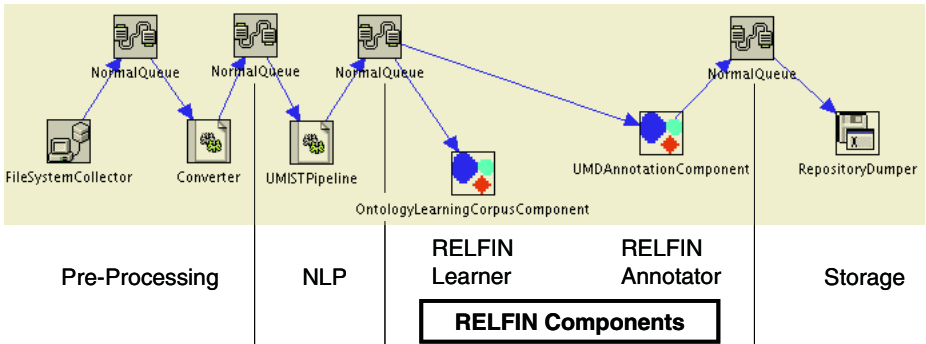 NormalQueue
NormalQueue
NormalQueue
NormalQueue
FileSystemCollector
Converter
UMISTPipeline
UMDAnnotationComponent
RepositoryDumper
OntologyLearningCorpusComponent
X
Pre-Processing
NLP
RELFIN
Learner
RELFIN
Annotator
Storage
RELFIN Components